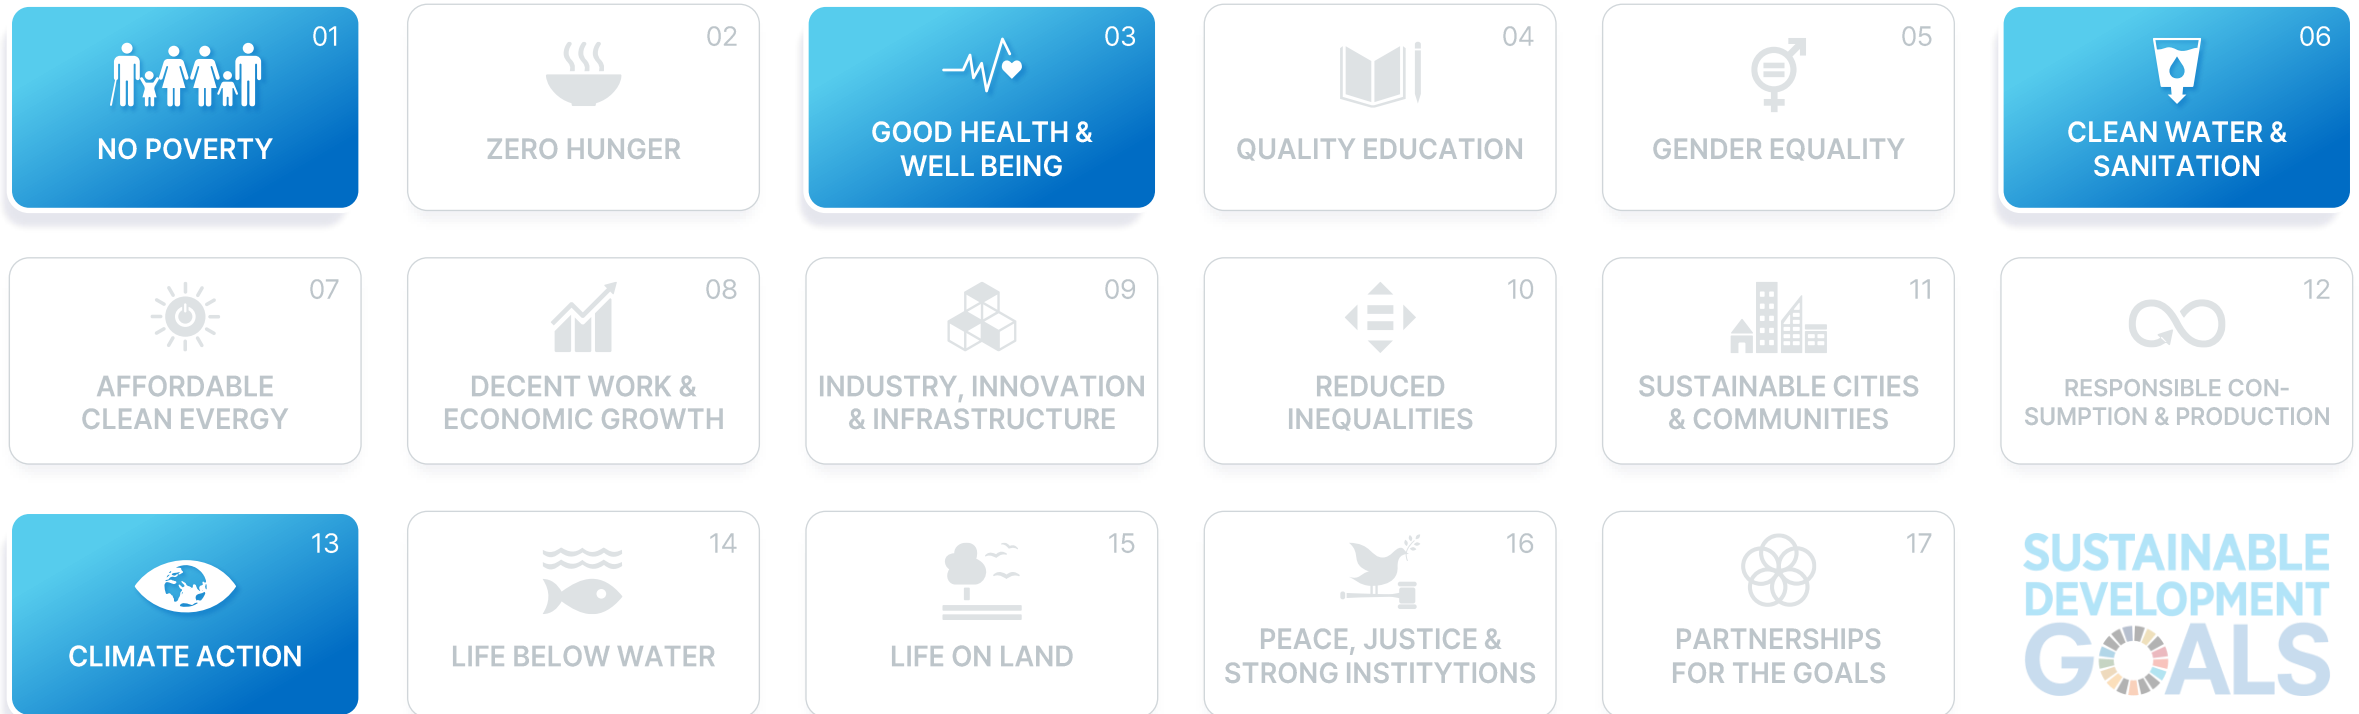 01
NO POVERTY
02
ZERO HUNGER
03
GOOD HEALTH &
WELL BEING
04
QUALITY EDUCATION
05
GENDER EQUALITY
06
CLEAN WATER &
SANITATION
07
AFFORDABLE
CLEAN EVERGY
08
DECENT WORK &
ECONOMIC GROWTH
09
INDUSTRY, INNOVATION
& INFRASTRUCTURE
10
REDUCED
INEQUALITIES
11
SUSTAINABLE CITIES
& COMMUNITIES
12
RESPONSIBLE CON-
SUMPTION & PRODUCTION
13
CLIMATE ACTION
14
LIFE BELOW WATER
15
LIFE ON LAND
16
PEACE, JUSTICE &
STRONG INSTITYTIONS
17
PARTNERSHIPS
FOR THE GOALS
SUSTAINABLE
DEVELOPMENT
GOALS